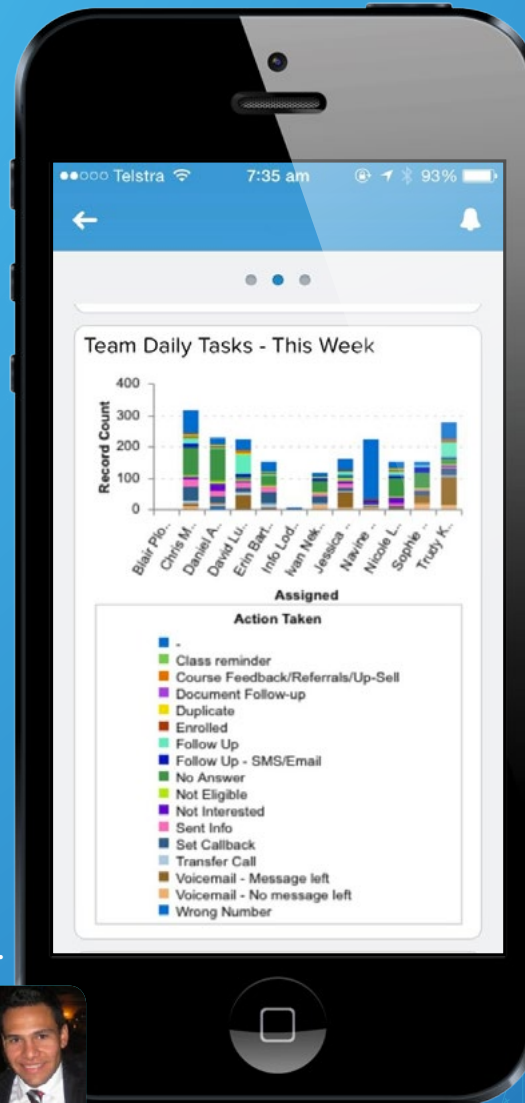 Telstra 7:35 am 93%
Team Daily Tasks - This Week
400
300
200
100
0
Record Count
Blair Plo..
Chris M..
Daniel A..
David Lu..
Erin Bart..
Info Lod..
Ivan Nek..
Jessica ..
Navine ..
Nicole L..
Sophie ..
Trudy K..
Assigned
Action Taken
-
Class reminder
Course Feedback/Referrals/Up-Sell
Document Follow-up
Duplicate
Enrolled
Follow Up
Follow Up - SMS/Email
No Answer
Not Eligible
Not Interested
Sent Info
Set Callback
Transfer Call
Voicemail - Message left
Voicemail - No message left
Wrong Number